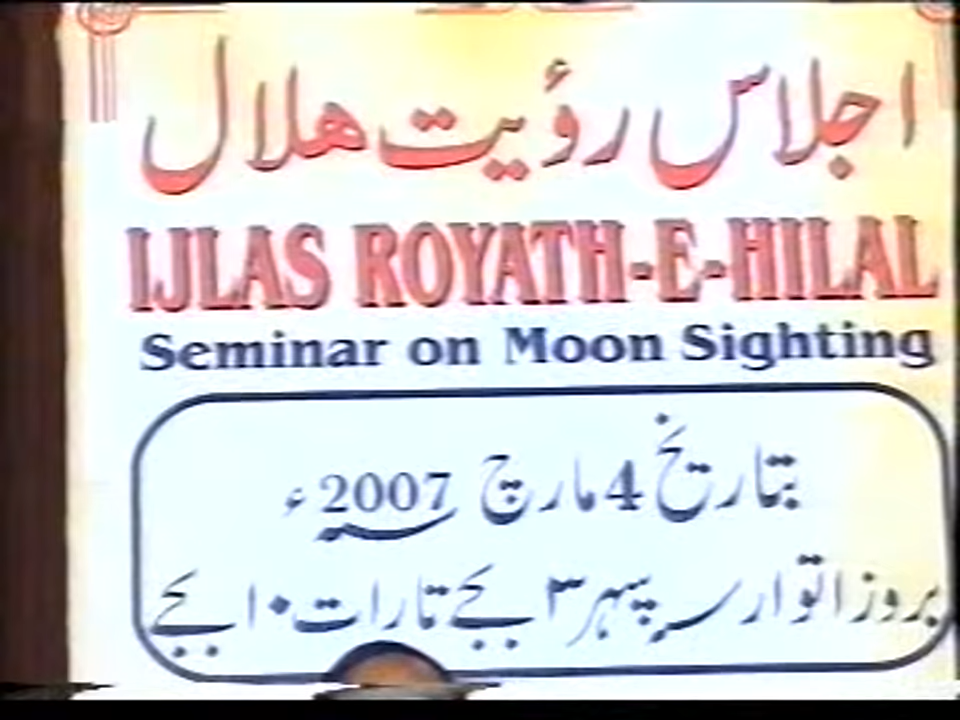 اجلاس رؤیت ھلال
IJLAS ROYATH-E-HILAL
Seminar on Moon Sighting
بتاریخ 4 مارچ 2007ء
بروز اتوار سہ پہر ۳ بجے تا رات ۱۰ بجے